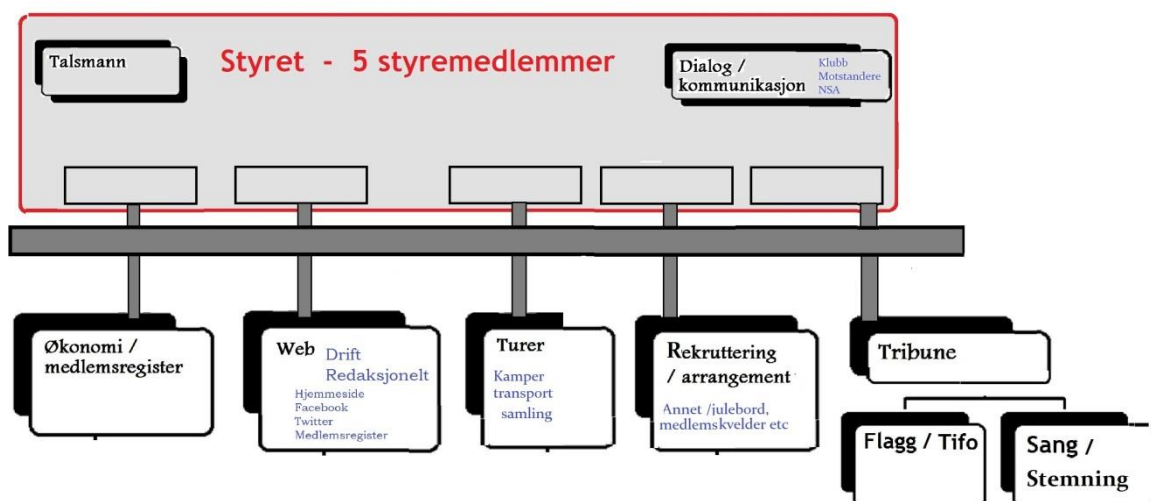 Styret - 5 styremedlemmer
Talsmann
Dialog /
kommunikasjon
Klubb
Motstandere
NSA
Økonomi /
medlemsregister
Web
Drift
Redaksjonelt
Hjemmeside
Facebook
Twitter
Medlemsregister
Turer
Kamper
transport
samling
Rekruttering
/ arrangement
Annet /julebord,
medlemskvelder etc
Tribune
Flagg / Tifo
Sang /
Stemning